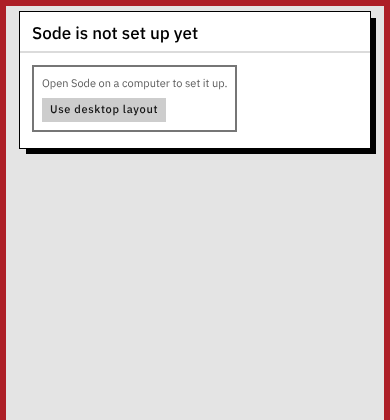 Sode is not set up yet
Open Sode on a computer to set it up.
Use desktop layout